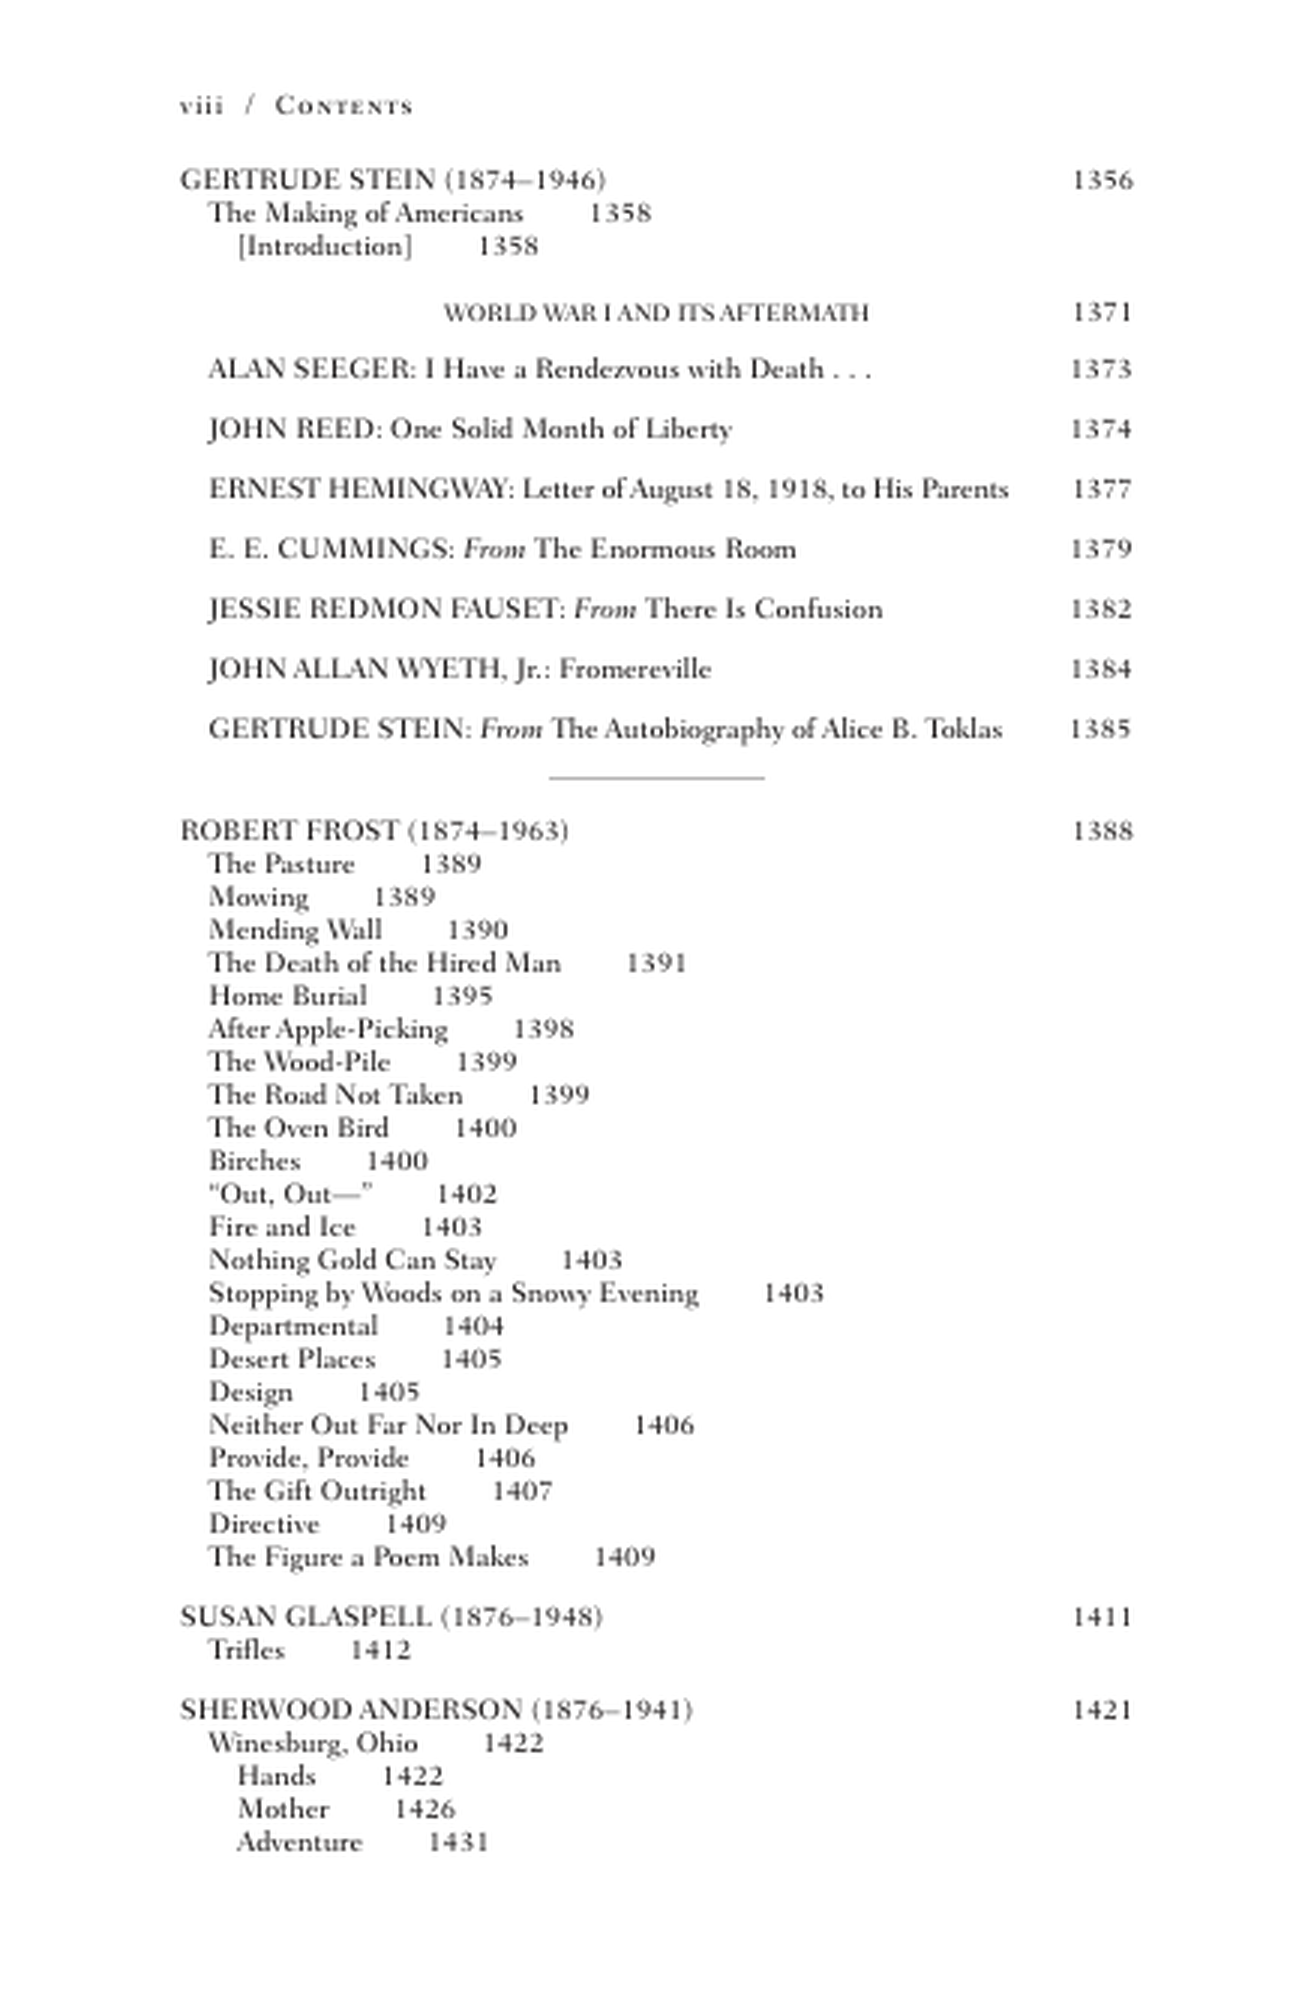 viii / CONTENTS
GERTRUDE STEIN (1874–1946) 1356
The Making of Americans 1358
[Introduction] 1358
WORLD WAR I AND ITS AFTERMATH 1371
ALAN SEEGER: I Have a Rendezvous with Death . . . 1373
JOHN REED: One Solid Month of Liberty 1374
ERNEST HEMINGWAY: Letter of August 18, 1918, to His Parents 1377
E. E. CUMMINGS: From The Enormous Room 1379
JESSIE REDMON FAUSET: From There Is Confusion 1382
JOHN ALLAN WYETH, Jr.: Fromereville 1384
GERTRUDE STEIN: From The Autobiography of Alice B. Toklas 1385
ROBERT FROST (1874–1963) 1388
The Pasture 1389
Mowing 1389
Mending Wall 1390
The Death of the Hired Man 1391
Home Burial 1395
After Apple-Picking 1398
The Wood-Pile 1399
The Road Not Taken 1399
The Oven Bird 1400
Birches 1400
“Out, Out—” 1402
Fire and Ice 1403
Nothing Gold Can Stay 1403
Stopping by Woods on a Snowy Evening 1403
Departmental 1404
Desert Places 1405
Design 1405
Neither Out Far Nor In Deep 1406
Provide, Provide 1406
The Gift Outright 1407
Directive 1409
The Figure a Poem Makes 1409
SUSAN GLASPELL (1876–1948) 1411
Trifles 1412
SHERWOOD ANDERSON (1876–1941) 1421
Winesburg, Ohio 1422
Hands 1422
Mother 1426
Adventure 1431